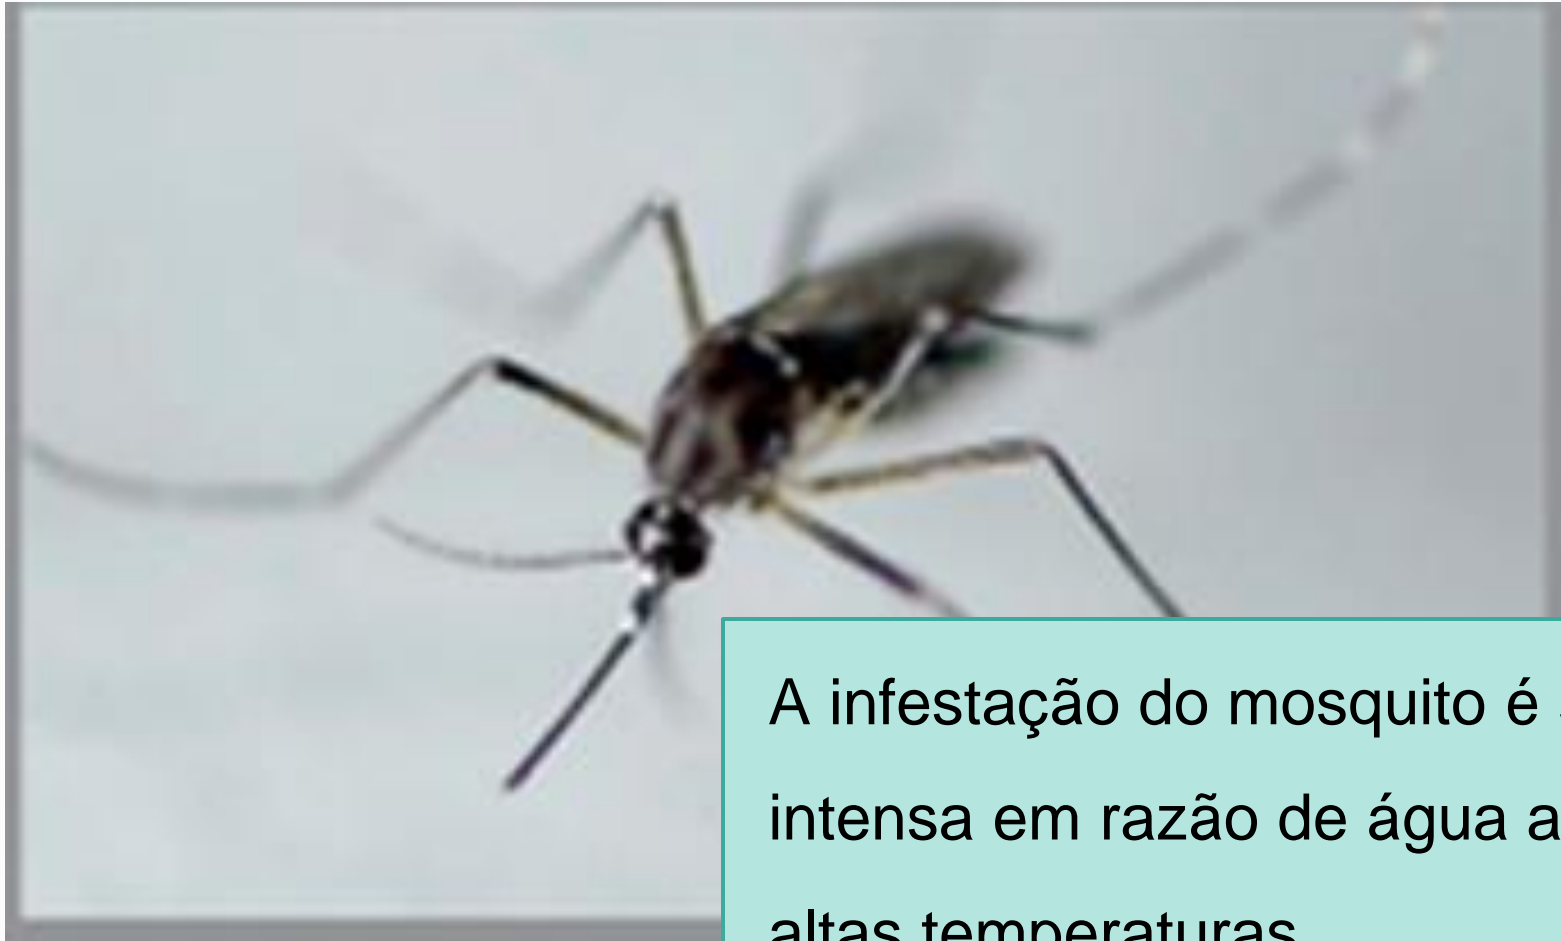 A infestação do mosquito é
intensa em razão de água a
altas temperaturas